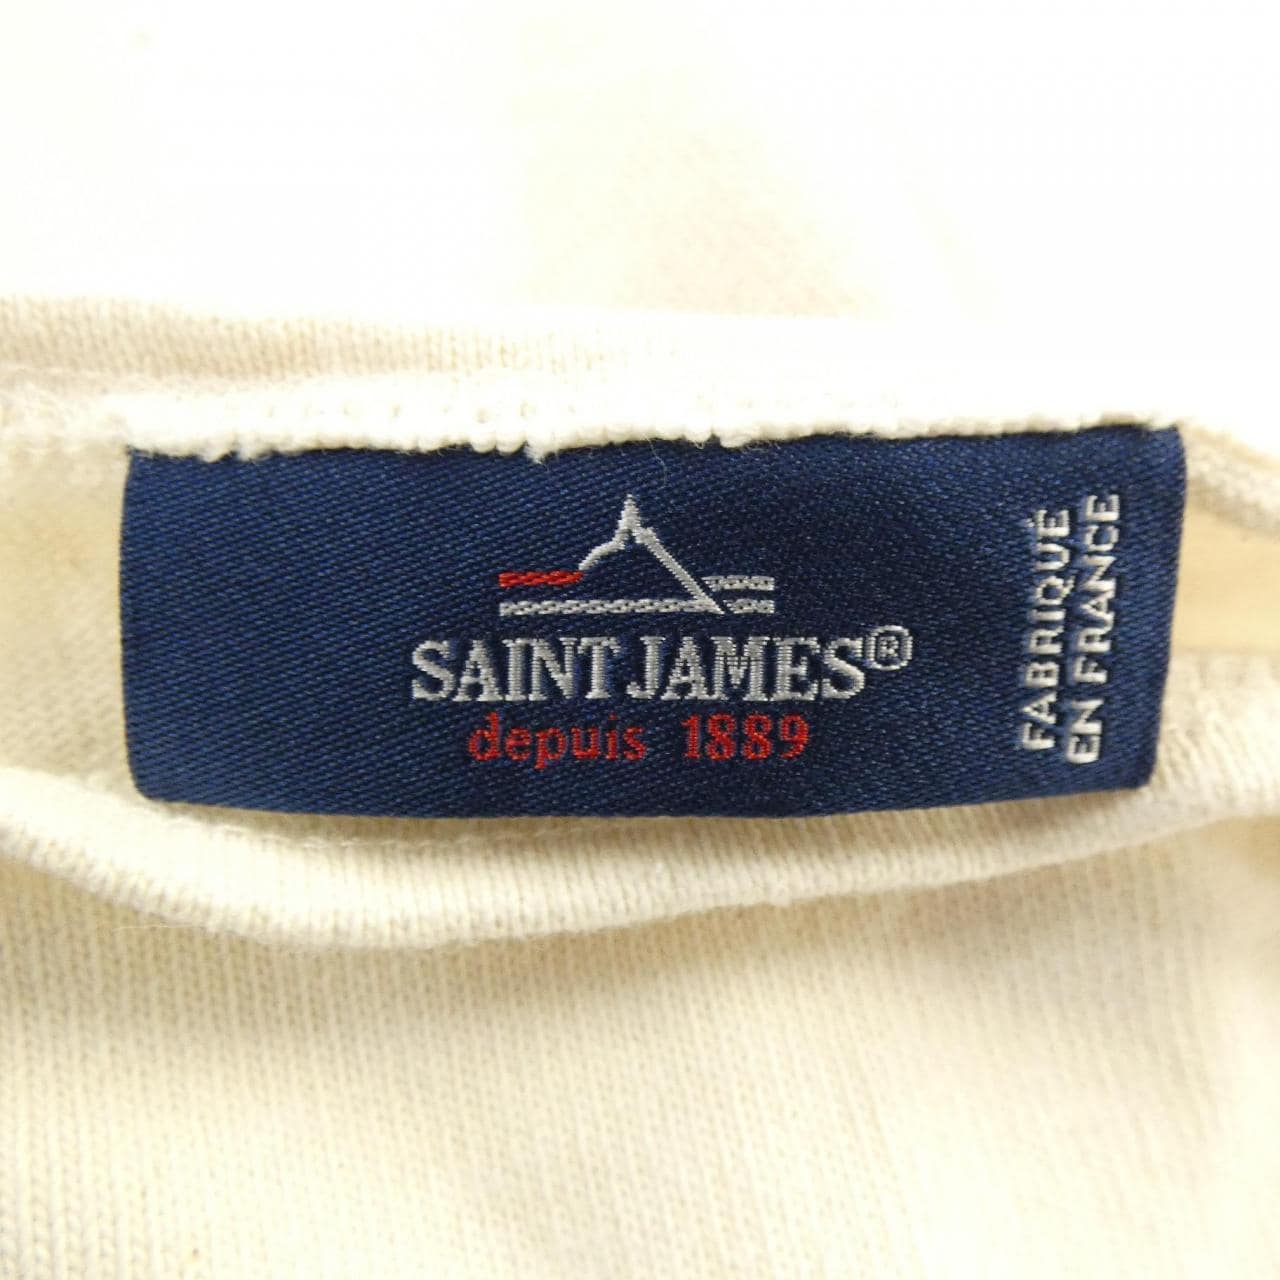 SAINT JAMES®
depuis 1889
FABRIQUÉ
EN FRANCE